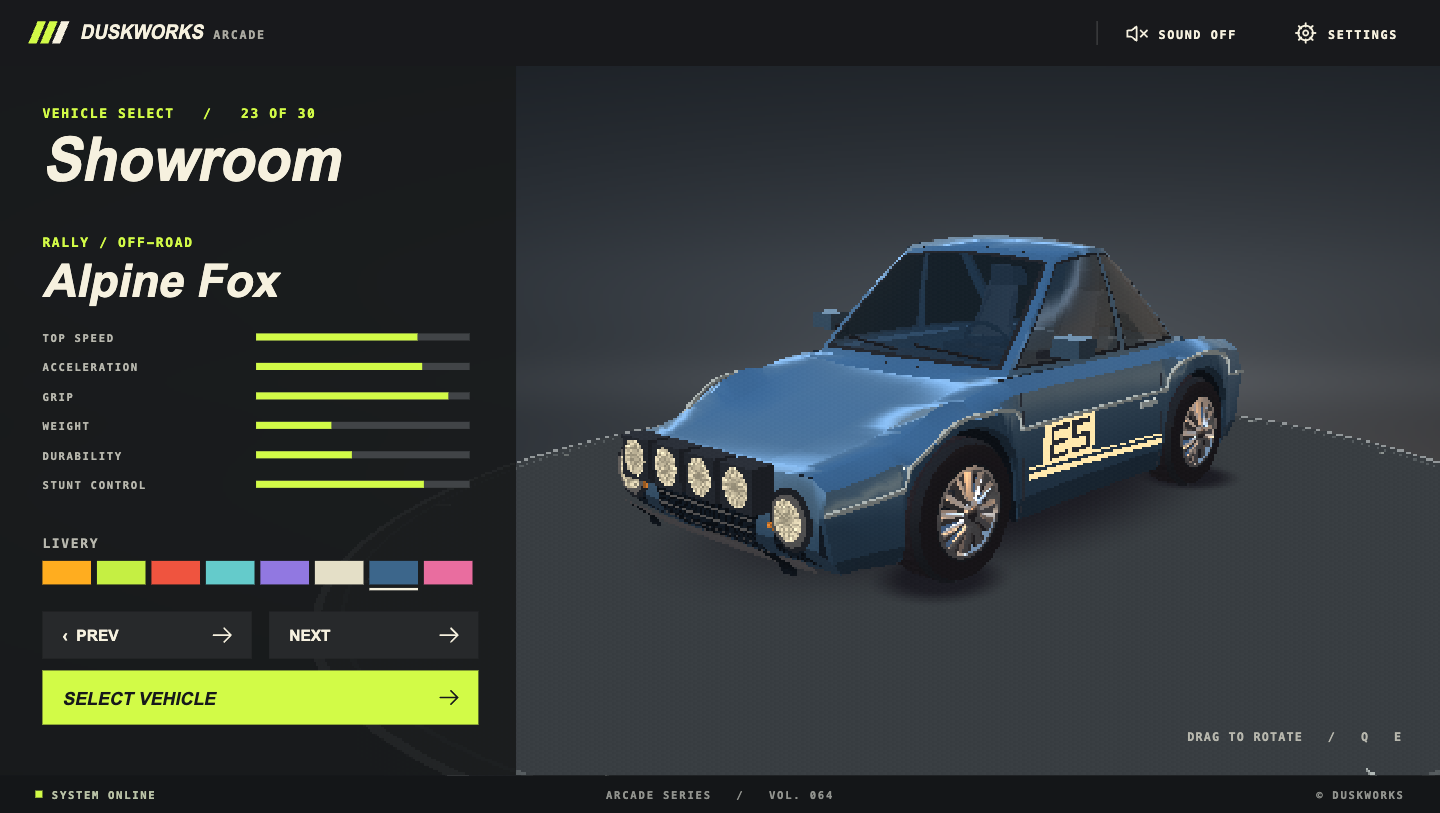 DUSKWORKS ARCADE
SOUND OFF
SETTINGS
VEHICLE SELECT / 23 OF 30
Showroom
RALLY / OFF-ROAD
Alpine Fox
TOP SPEED
ACCELERATION
GRIP
WEIGHT
DURABILITY
STUNT CONTROL
LIVERY
‹ PREV →
NEXT →
SELECT VEHICLE →
DRAG TO ROTATE / Q E
SYSTEM ONLINE
ARCADE SERIES / VOL. 064
© DUSKWORKS